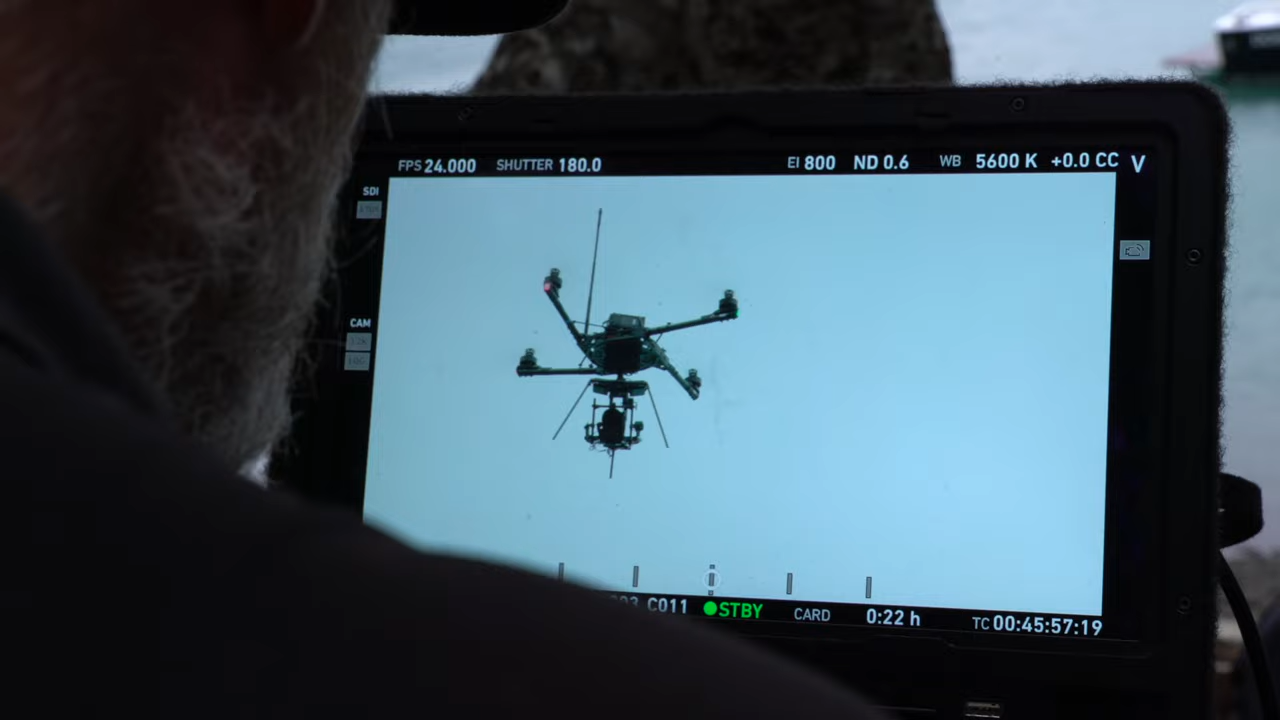 FPS 24.000 SHUTTER 180.0 EI 800 ND 0.6 WB 5600 K +0.0 CC V
SDI
CAM
C011 STBY CARD 0:22 h TC 00:45:57:19